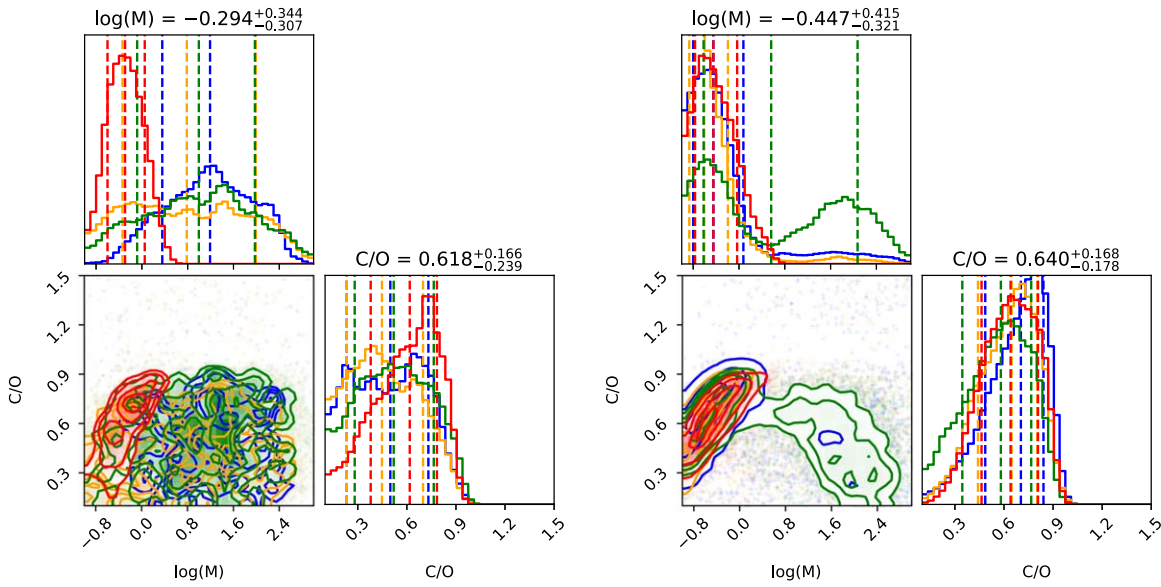 log(M) = −0.294+0.344−0.307
C/O = 0.618+0.166−0.239
1.5
1.2
0.9
0.6
0.3
C/O
−0.8 0.0 0.8 1.6 2.4
log(M)
0.3 0.6 0.9 1.2 1.5
C/O
log(M) = −0.447+0.415−0.321
C/O = 0.640+0.168−0.178
1.5
1.2
0.9
0.6
0.3
C/O
−0.8 0.0 0.8 1.6 2.4
log(M)
0.3 0.6 0.9 1.2 1.5
C/O